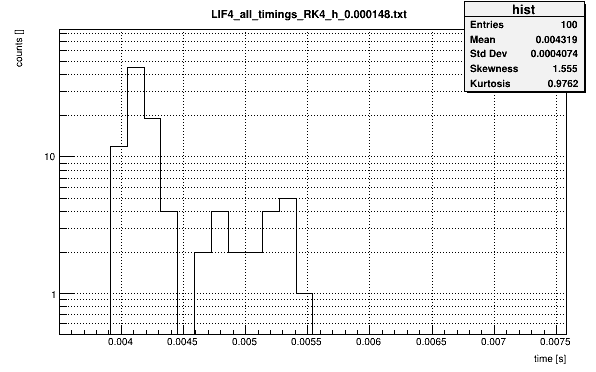 LIF4_all_timings_RK4_h_0.000148.txt
hist
Entries 100
Mean 0.004319
Std Dev 0.0004074
Skewness 1.555
Kurtosis 0.9762
counts []
10
1
0.004 0.0045 0.005 0.0055 0.006 0.0065 0.007 0.0075
time [s]